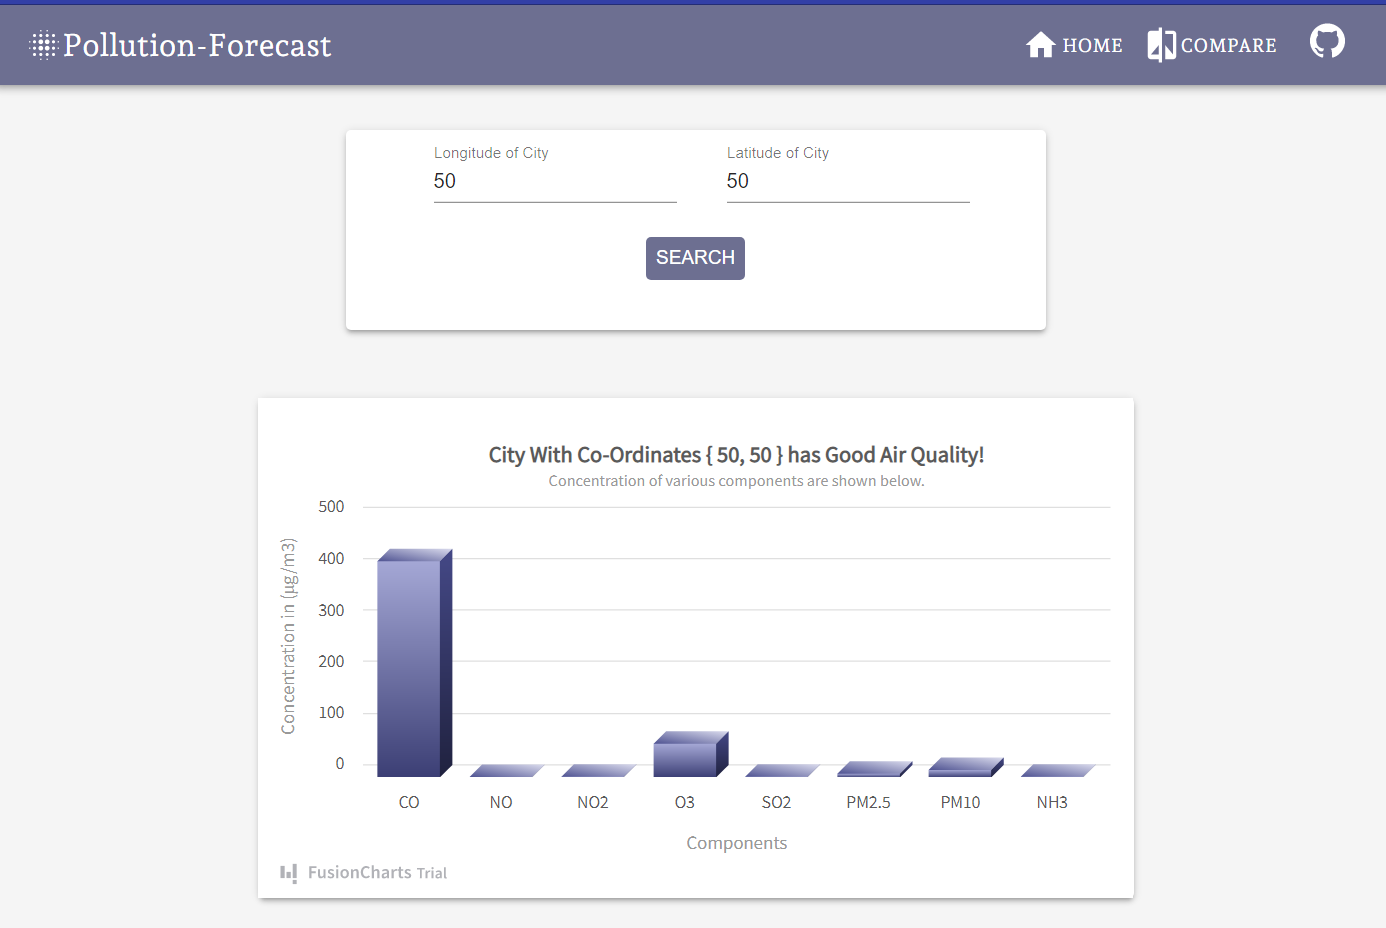 Pollution-Forecast HOME COMPARE
Longitude of City Latitude of City
50 50
SEARCH
City With Co-Ordinates { 50, 50 } has Good Air Quality!
Concentration of various components are shown below.
Concentration in (µg/m3)
500
400
300
200
100
0
CO NO NO2 O3 SO2 PM2.5 PM10 NH3
Components
FusionCharts Trial